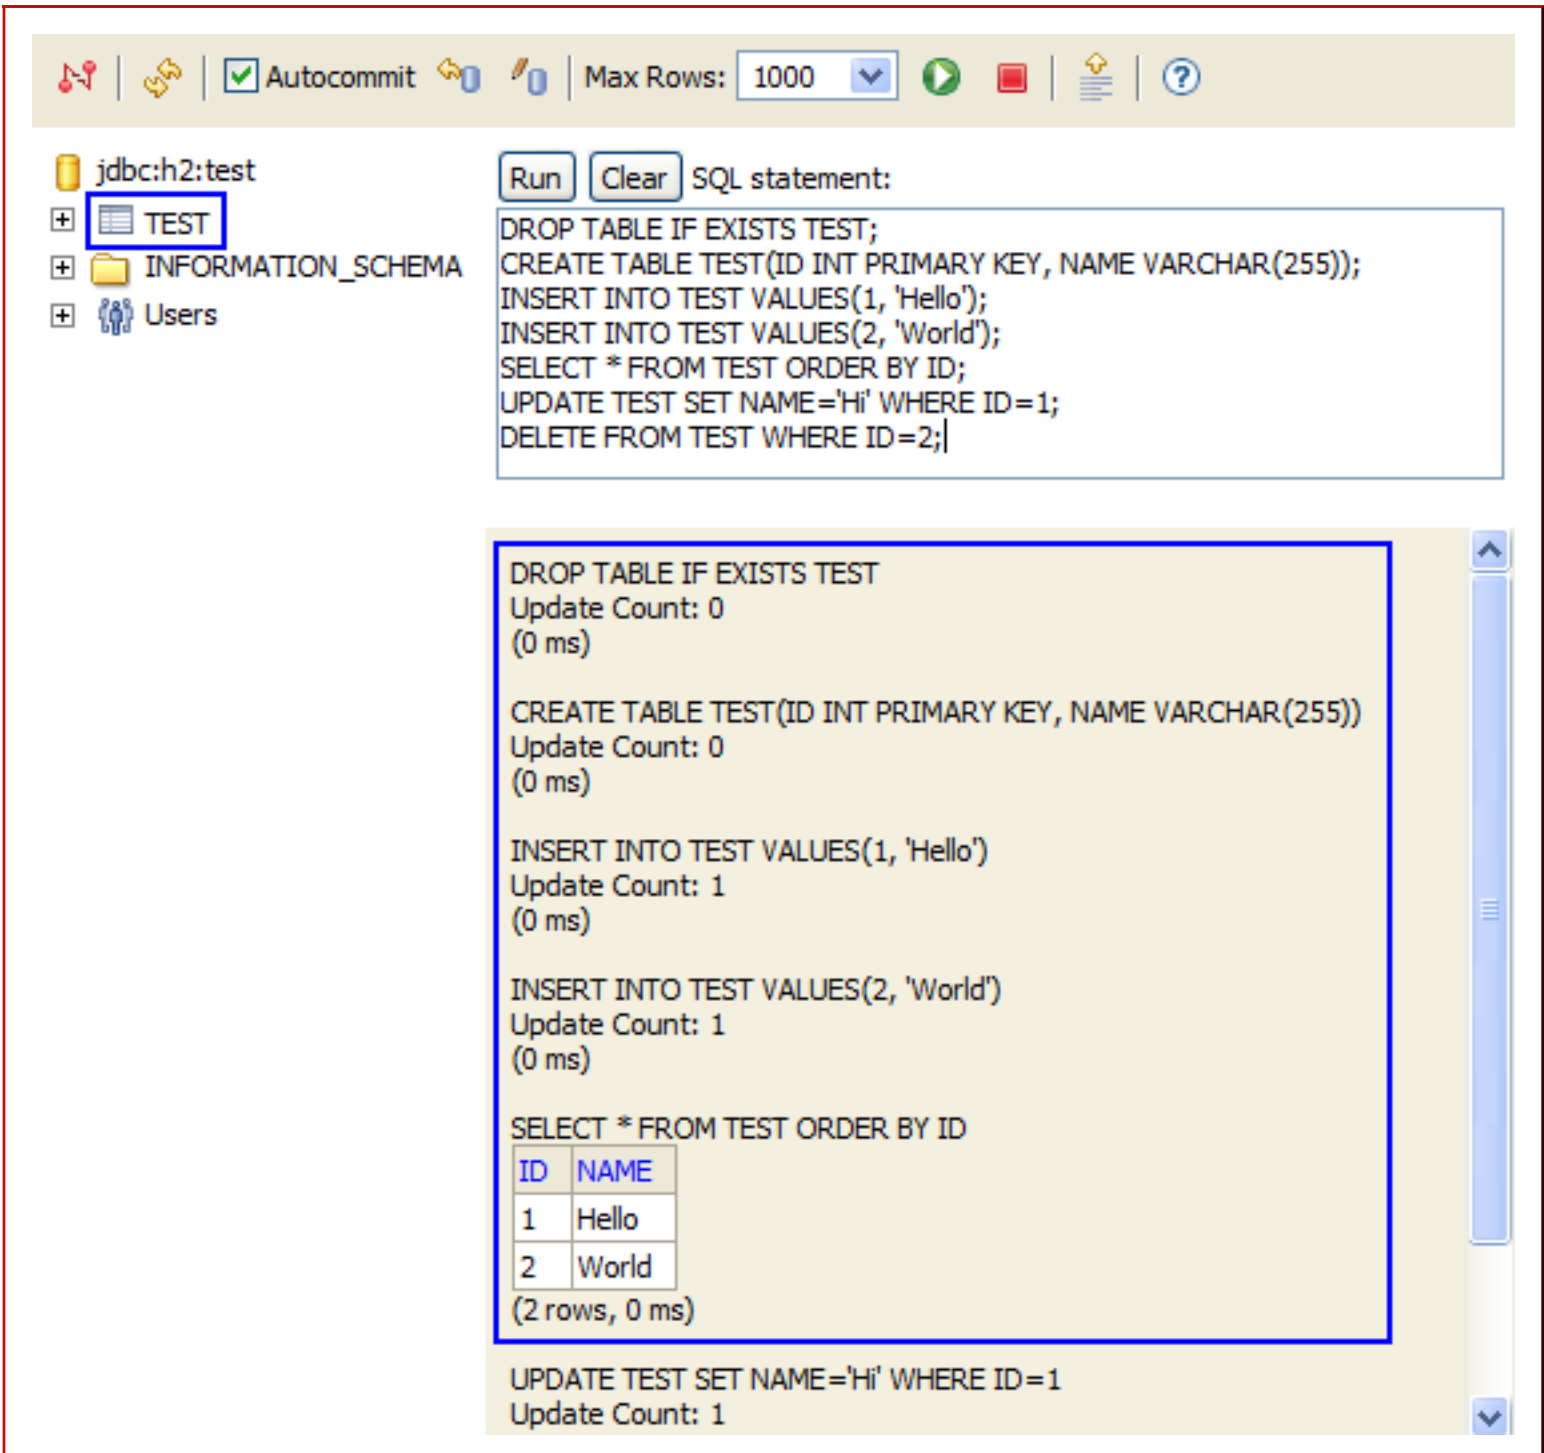 Autocommit Max Rows: 1000
jdbc:h2:test
TEST
INFORMATION_SCHEMA
Users
Run Clear SQL statement:
DROP TABLE IF EXISTS TEST;
CREATE TABLE TEST(ID INT PRIMARY KEY, NAME VARCHAR(255));
INSERT INTO TEST VALUES(1, 'Hello');
INSERT INTO TEST VALUES(2, 'World');
SELECT * FROM TEST ORDER BY ID;
UPDATE TEST SET NAME='Hi' WHERE ID=1;
DELETE FROM TEST WHERE ID=2;
DROP TABLE IF EXISTS TEST
Update Count: 0
(0 ms)
CREATE TABLE TEST(ID INT PRIMARY KEY, NAME VARCHAR(255))
Update Count: 0
(0 ms)
INSERT INTO TEST VALUES(1, 'Hello')
Update Count: 1
(0 ms)
INSERT INTO TEST VALUES(2, 'World')
Update Count: 1
(0 ms)
SELECT * FROM TEST ORDER BY ID
ID NAME
1 Hello
2 World
(2 rows, 0 ms)
UPDATE TEST SET NAME='Hi' WHERE ID=1
Update Count: 1